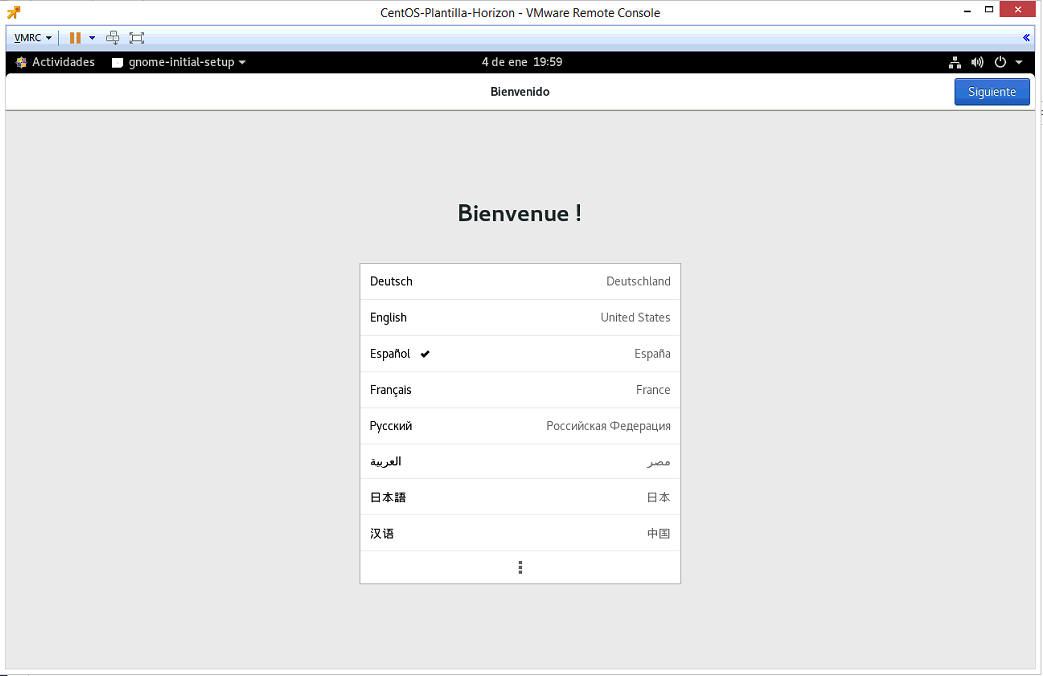 CentOS-Plantilla-Horizon - VMware Remote Console
VMRC
Actividades gnome-initial-setup 4 de ene 19:59
Bienvenido Siguiente
Bienvenue !
Deutsch Deutschland
English United States
Español España
Français France
Русский Российская Федерация
العربية مصر
日本語 日本
汉语 中国